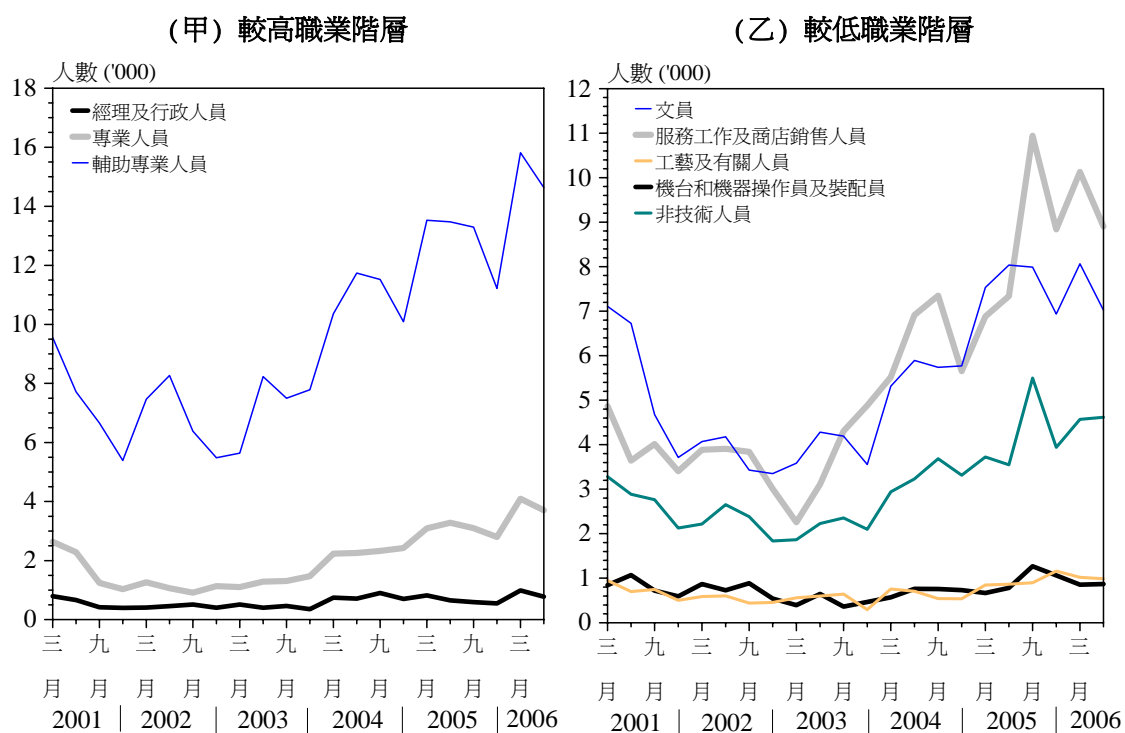 (甲) 較高職業階層
人數 ('000)
18
16
14
12
10
8
6
4
2
0
經理及行政人員
專業人員
輔助專業人員
三月 九月 三月 九月 三月 九月 三月 九月 三月 九月 三月
2001 2002 2003 2004 2005 2006
(乙) 較低職業階層
人數 ('000)
12
11
10
9
8
7
6
5
4
3
2
1
0
文員
服務工作及商店銷售人員
工藝及有關人員
機台和機器操作員及裝配員
非技術人員
三月 九月 三月 九月 三月 九月 三月 九月 三月 九月 三月
2001 2002 2003 2004 2005 2006